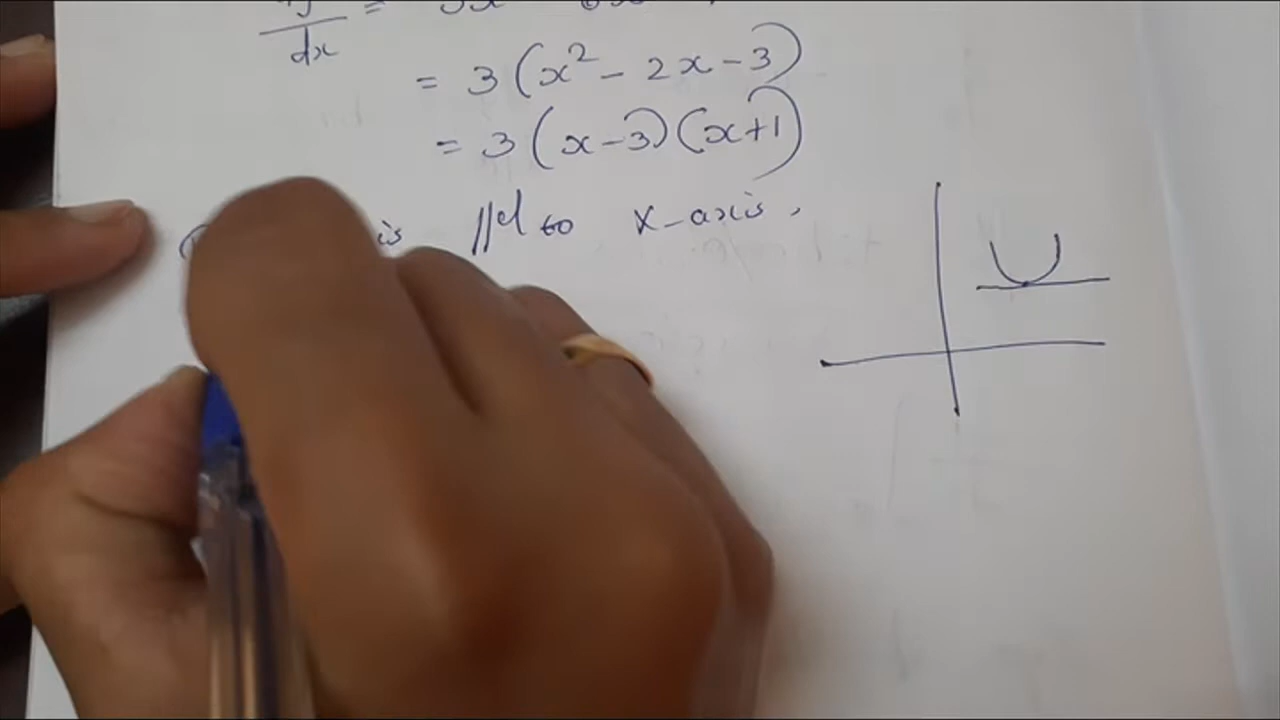 dx
= 3(x² - 2x - 3)
= 3(x-3)(x+1)
is ||el to x-axis,